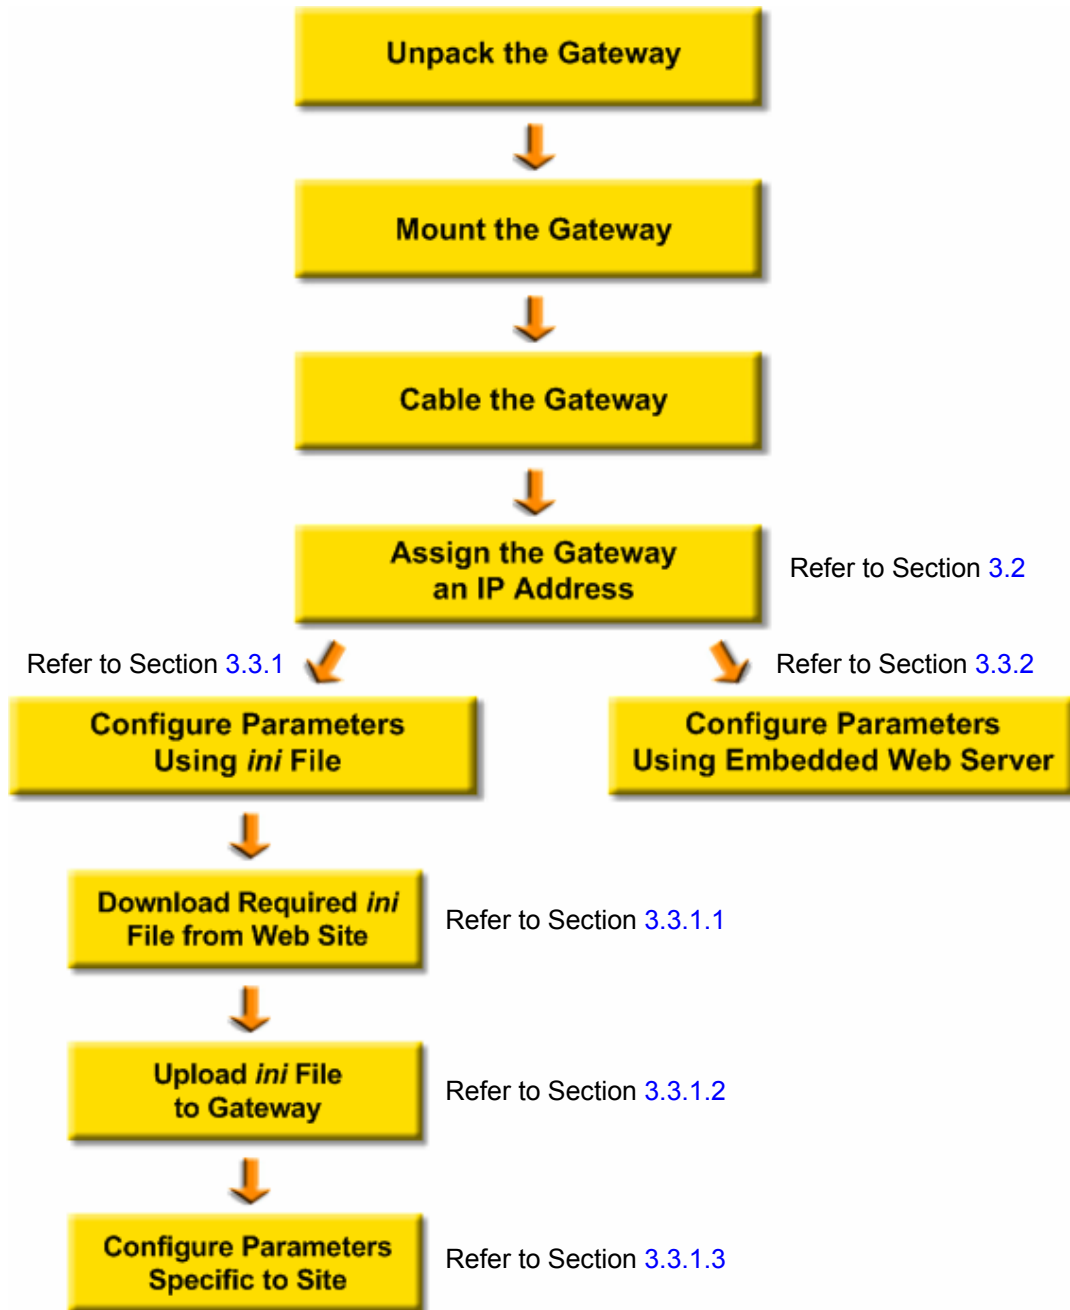 Unpack the Gateway
Mount the Gateway
Cable the Gateway
Assign the Gateway
an IP Address
Refer to Section 3.2
Refer to Section 3.3.1
Refer to Section 3.3.2
Configure Parameters
Using ini File
Configure Parameters
Using Embedded Web Server
Download Required ini
File from Web Site
Refer to Section 3.3.1.1
Upload ini File
to Gateway
Refer to Section 3.3.1.2
Configure Parameters
Specific to Site
Refer to Section 3.3.1.3